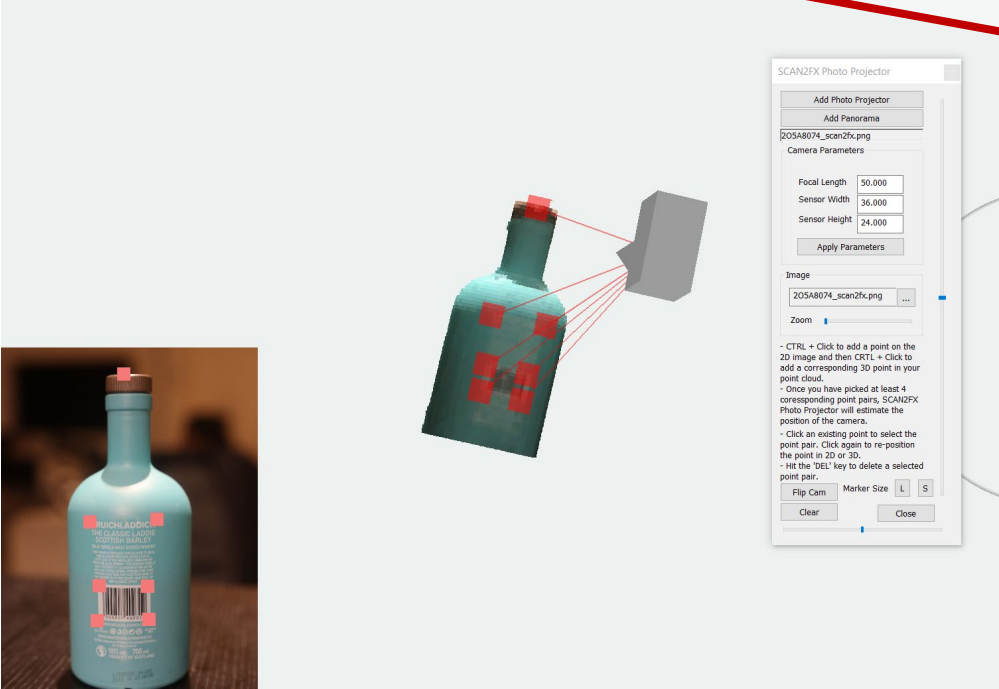 SCAN2FX Photo Projector
Add Photo Projector
Add Panorama
2O5A8074_scan2fx.png
Camera Parameters
Focal Length 50.000
Sensor Width 36.000
Sensor Height 24.000
Apply Parameters
Image
2O5A8074_scan2fx.png ...
Zoom
- CTRL + Click to add a point on the
2D image and then CRTL + Click to
add a corresponding 3D point in your
point cloud.
- Once you have picked at least 4
coressponding point pairs, SCAN2FX
Photo Projector will estimate the
position of the camera.
- Click an existing point to select the
point pair. Click again to re-position
the point in 2D or 3D.
- Hit the 'DEL' key to delete a selected
point pair.
Flip Cam Marker Size L S
Clear Close
RUICHLADDICH
THE CLASSIC LADDIE
SCOTTISH BARLEY